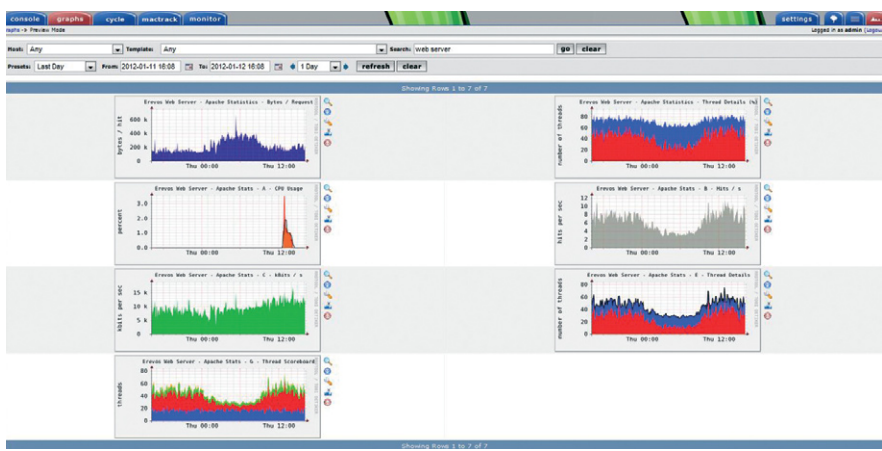 console graphs cycle mactrack monitor settings
aphs -> Preview Mode Logged in as admin (Logou
Host: Any Template: Any Search: web server go clear
Presets: Last Day From: 2012-01-11 16:08 To: 2012-01-12 16:08 1 Day refresh clear
Showing Rows 1 to 7 of 7
Erevos Web Server - Apache Statistics - Bytes / Request
bytes / hit
600 k
400 k
200 k
0
Thu 00:00 Thu 12:00
Erevos Web Server - Apache Statistics - Thread Details (%)
number of threads
80
60
40
20
0
Thu 00:00 Thu 12:00
Erevos Web Server - Apache Stats - A - CPU Usage
percent
3.0
2.0
1.0
0.0
Thu 00:00 Thu 12:00
Erevos Web Server - Apache Stats - B - Hits / s
hits per sec
12
10
8
6
4
2
0
Thu 00:00 Thu 12:00
Erevos Web Server - Apache Stats - C - kBits / s
kbits per sec
15 k
10 k
5 k
0
Thu 00:00 Thu 12:00
Erevos Web Server - Apache Stats - E - Thread Details
number of threads
80
60
40
20
0
Thu 00:00 Thu 12:00
Erevos Web Server - Apache Stats - G - Thread Scoreboard
threads
80
60
40
20
0
Thu 00:00 Thu 12:00
Showing Rows 1 to 7 of 7